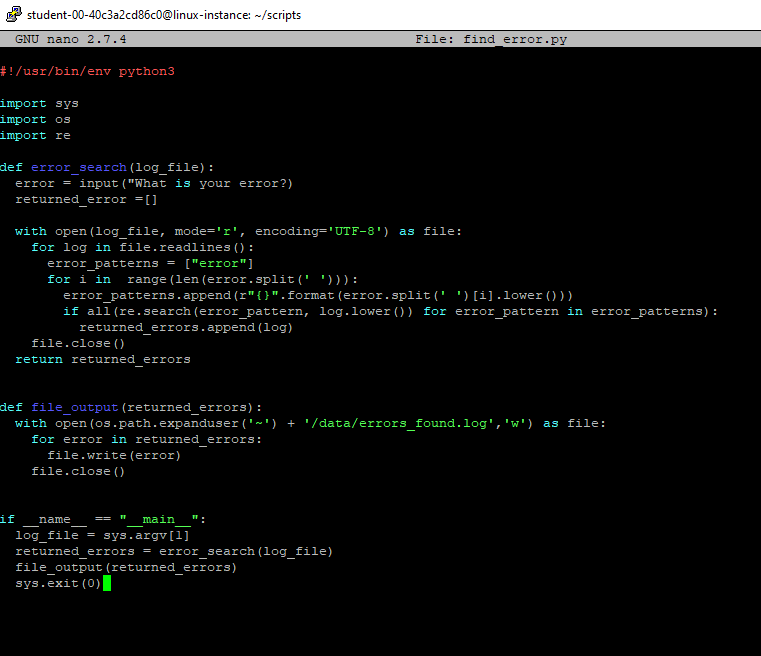 student-00-40c3a2cd86c0@linux-instance: ~/scripts
GNU nano 2.7.4 File: find_error.py
#!/usr/bin/env python3
import sys
import os
import re
def error_search(log_file):
  error = input("What is your error?)
  returned_error =[]
  with open(log_file, mode='r', encoding='UTF-8') as file:
    for log in file.readlines():
      error_patterns = ["error"]
      for i in  range(len(error.split(' '))):
        error_patterns.append(r"{}".format(error.split(' ')[i].lower()))
        if all(re.search(error_pattern, log.lower()) for error_pattern in error_patterns):
          returned_errors.append(log)
    file.close()
  return returned_errors
def file_output(returned_errors):
  with open(os.path.expanduser('~') + '/data/errors_found.log','w') as file:
    for error in returned_errors:
      file.write(error)
    file.close()
if __name__ == "__main__":
  log_file = sys.argv[1]
  returned_errors = error_search(log_file)
  file_output(returned_errors)
  sys.exit(0)